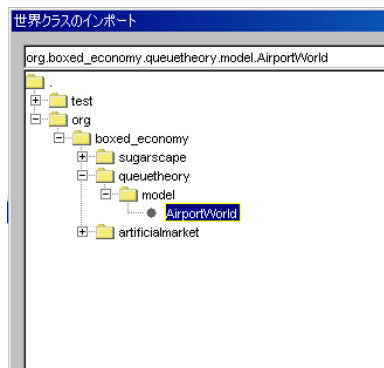 世界クラスのインポート
org.boxed_economy.queuetheory.model.AirportWorld
.
test
org
boxed_economy
sugarscape
queuetheory
model
AirportWorld
artificialmarket